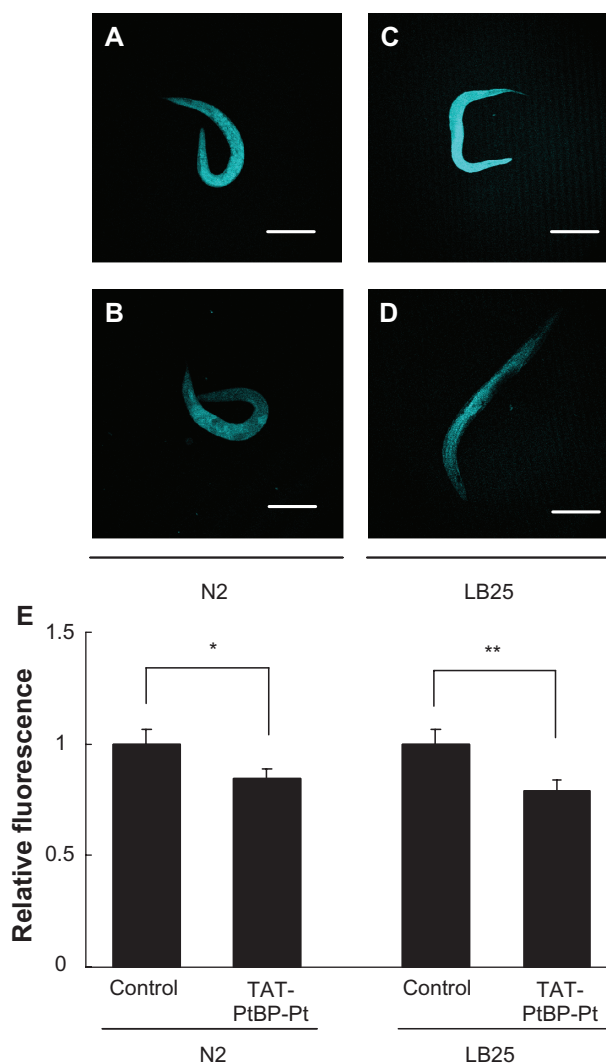 A
C
B
D
N2
LB25
E
Relative fluorescence
1.5
1
0.5
0
*
**
Control
TAT-
PtBP-Pt
Control
TAT-
PtBP-Pt
N2
LB25